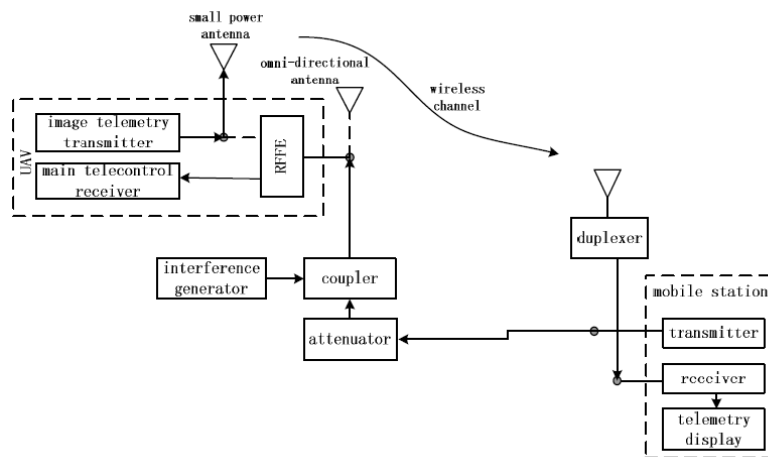 small power
antenna
omni-directional
antenna
wireless
channel
image telemetry
transmitter
UAV
RFFE
main telecontrol
receiver
duplexer
interference
generator
coupler
mobile station
attenuator
transmitter
receiver
telemetry
display